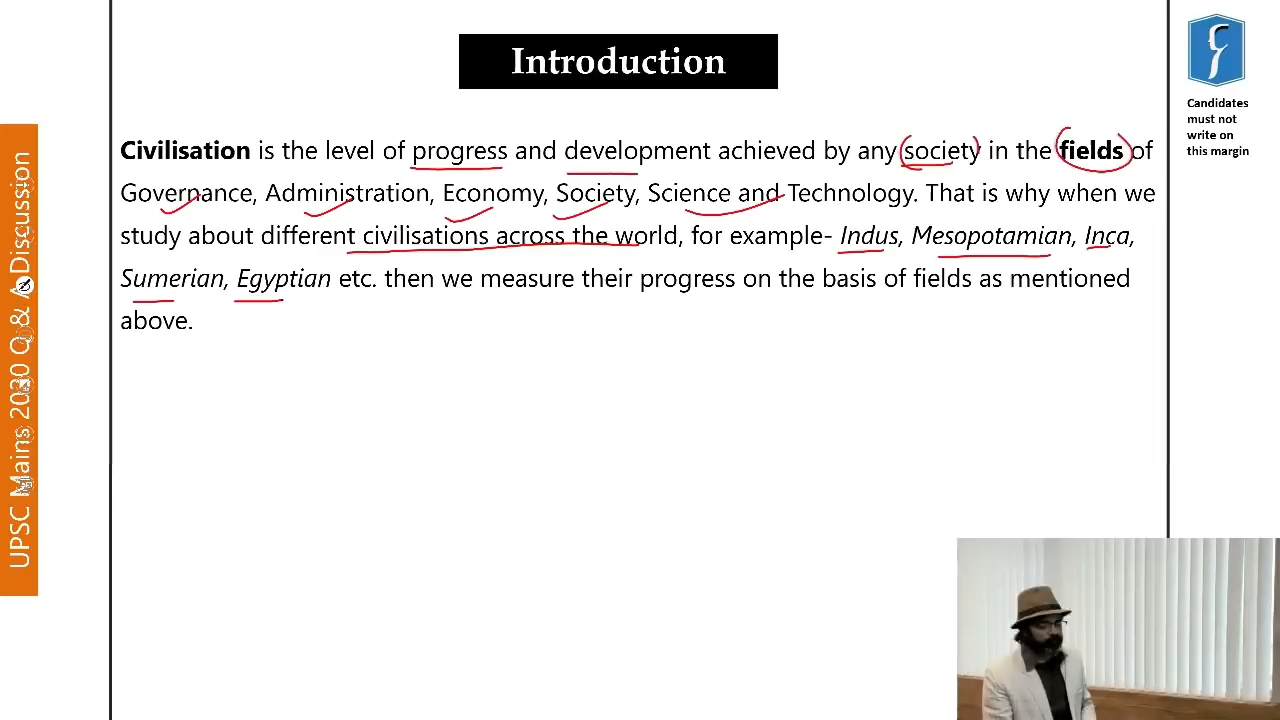 Introduction
Candidates
must not
write on
this margin
Civilisation is the level of progress and development achieved by any society in the fields of
Governance, Administration, Economy, Society, Science and Technology. That is why when we
study about different civilisations across the world, for example- Indus, Mesopotamian, Inca,
Sumerian, Egyptian etc. then we measure their progress on the basis of fields as mentioned
above.
UPSC Mains 2020 Q & A Discussion